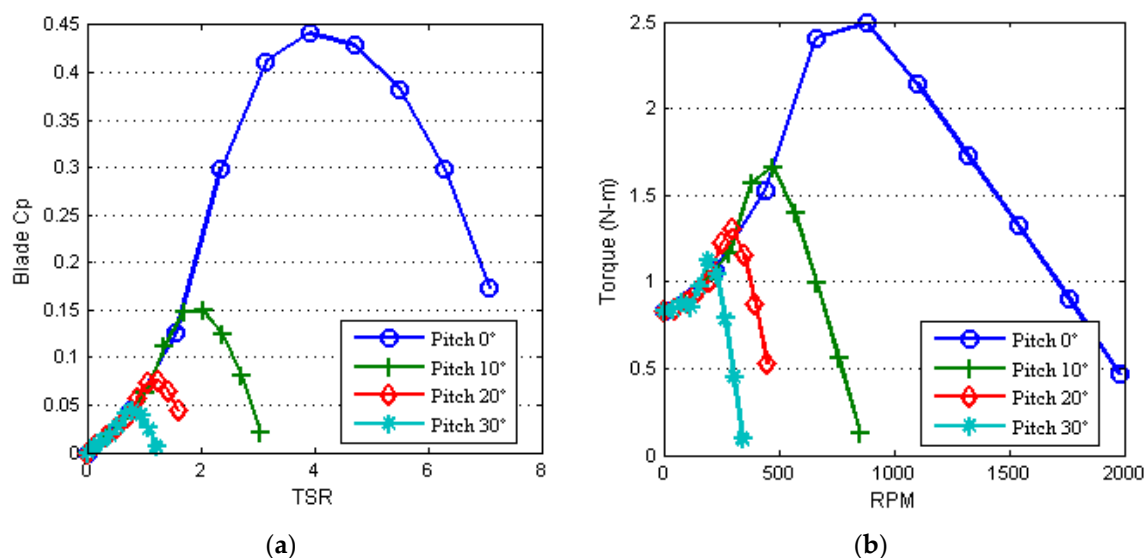 0.45
0.4
0.35
0.3
0.25
0.2
0.15
0.1
0.05
0
Blade Cp
0 2 4 6 8
TSR
Pitch 0°
Pitch 10°
Pitch 20°
Pitch 30°
(a)
2.5
2
1.5
1
0.5
0
Torque (N-m)
0 500 1000 1500 2000
RPM
Pitch 0°
Pitch 10°
Pitch 20°
Pitch 30°
(b)